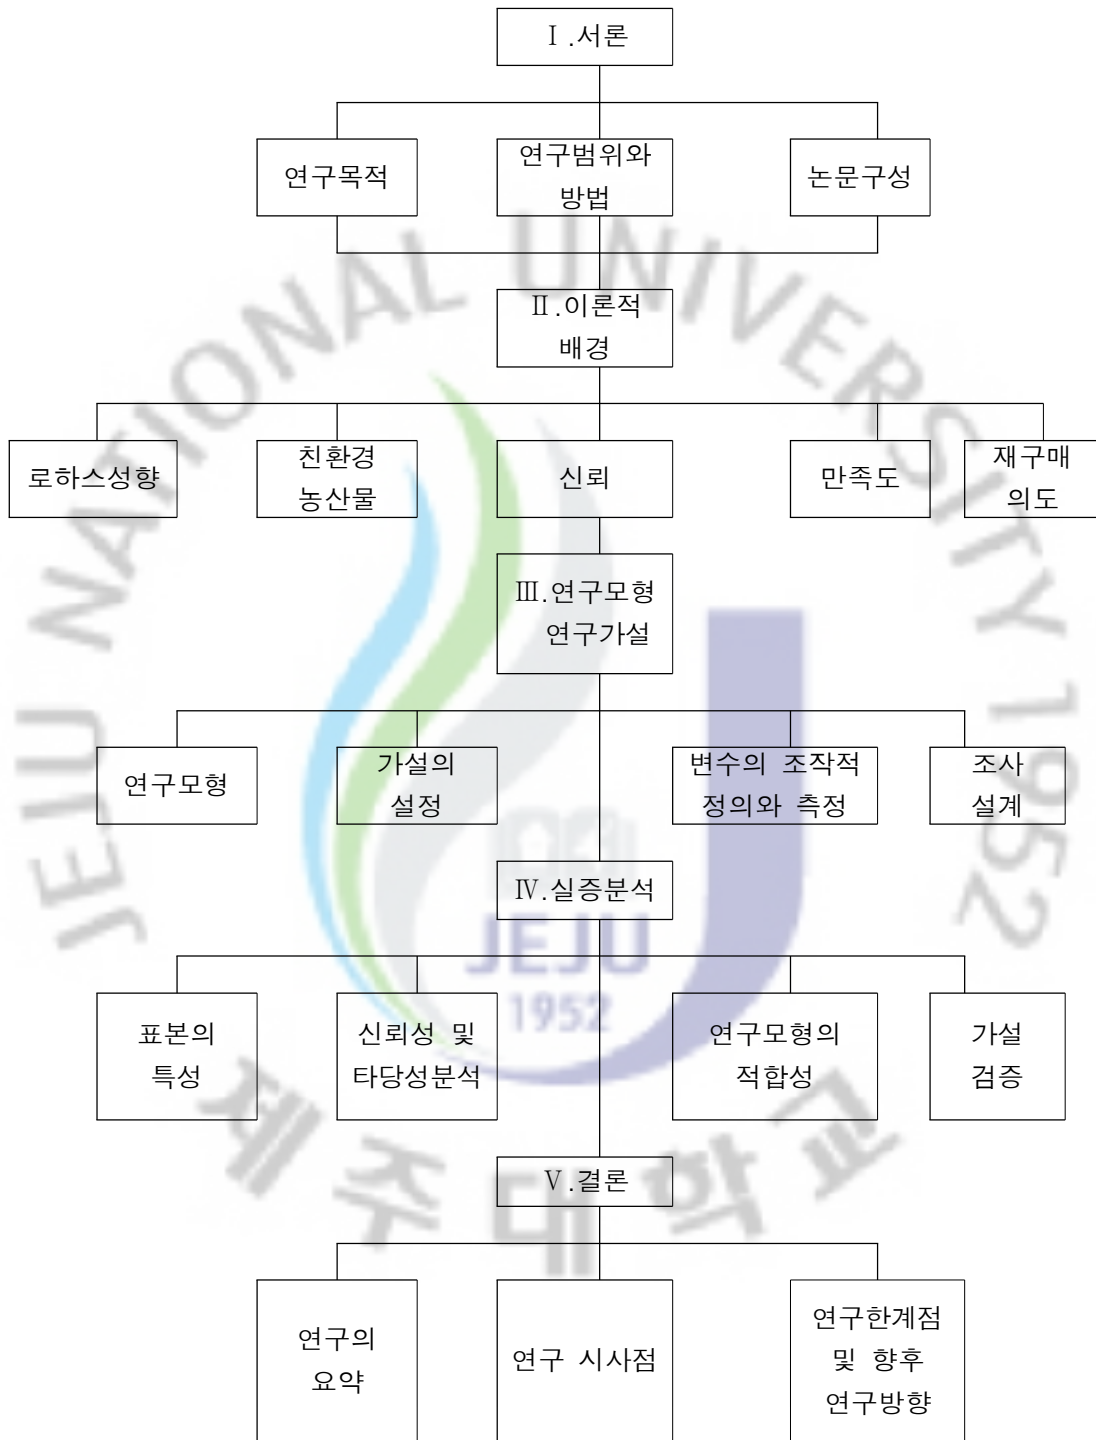 Ⅰ.서론
연구목적
연구범위와
방법
논문구성
Ⅱ.이론적
배경
로하스성향
친환경
농산물
신뢰
만족도
재구매
의도
Ⅲ.연구모형
연구가설
연구모형
가설의
설정
변수의 조작적
정의와 측정
조사
설계
Ⅳ.실증분석
표본의
특성
신뢰성 및
타당성분석
연구모형의
적합성
가설
검증
Ⅴ.결론
연구의
요약
연구 시사점
연구한계점
및 향후
연구방향
JEJU NATIONAL UNIVERSITY 1952
JEJU
1952
제주대학교